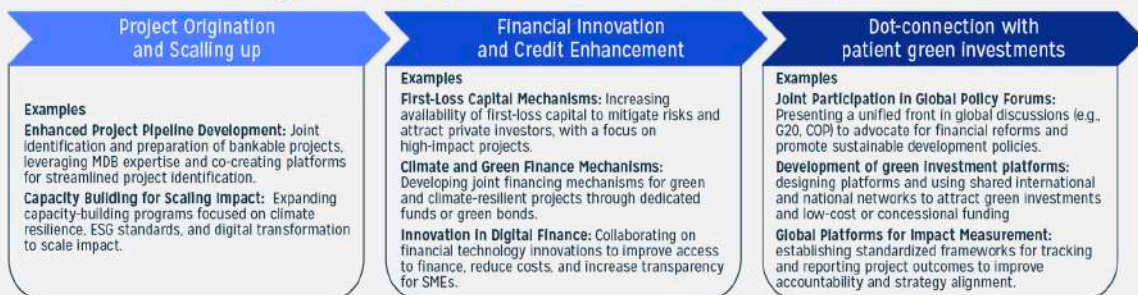 Project Origination
and Scalling up
Examples
Enhanced Project Pipeline Development: Joint
identification and preparation of bankable projects,
leveraging MDB expertise and co-creating platforms
for streamlined project identification.
Capacity Building for Scaling Impact: Expanding
capacity-building programs focused on climate
resilience, ESG standards, and digital transformation
to scale impact.
Financial Innovation
and Credit Enhancement
Examples
First-Loss Capital Mechanisms: Increasing
availability of first-loss capital to mitigate risks and
attract private investors, with a focus on
high-impact projects.
Climate and Green Finance Mechanisms:
Developing joint financing mechanisms for green
and climate-resilient projects through dedicated
funds or green bonds.
Innovation in Digital Finance: Collaborating on
financial technology innovations to improve access
to finance, reduce costs, and increase transparency
for SMEs.
Dot-connection with
patient green investments
Examples
Joint Participation in Global Policy Forums:
Presenting a unified front in global discussions (e.g.,
G20, COP) to advocate for financial reforms and
promote sustainable development policies.
Development of green investment platforms:
designing platforms and using shared international
and national networks to attract green investments
and low-cost or concessional funding
Global Platforms for Impact Measurement:
establishing standardized frameworks for tracking
and reporting project outcomes to improve
accountability and strategy alignment.